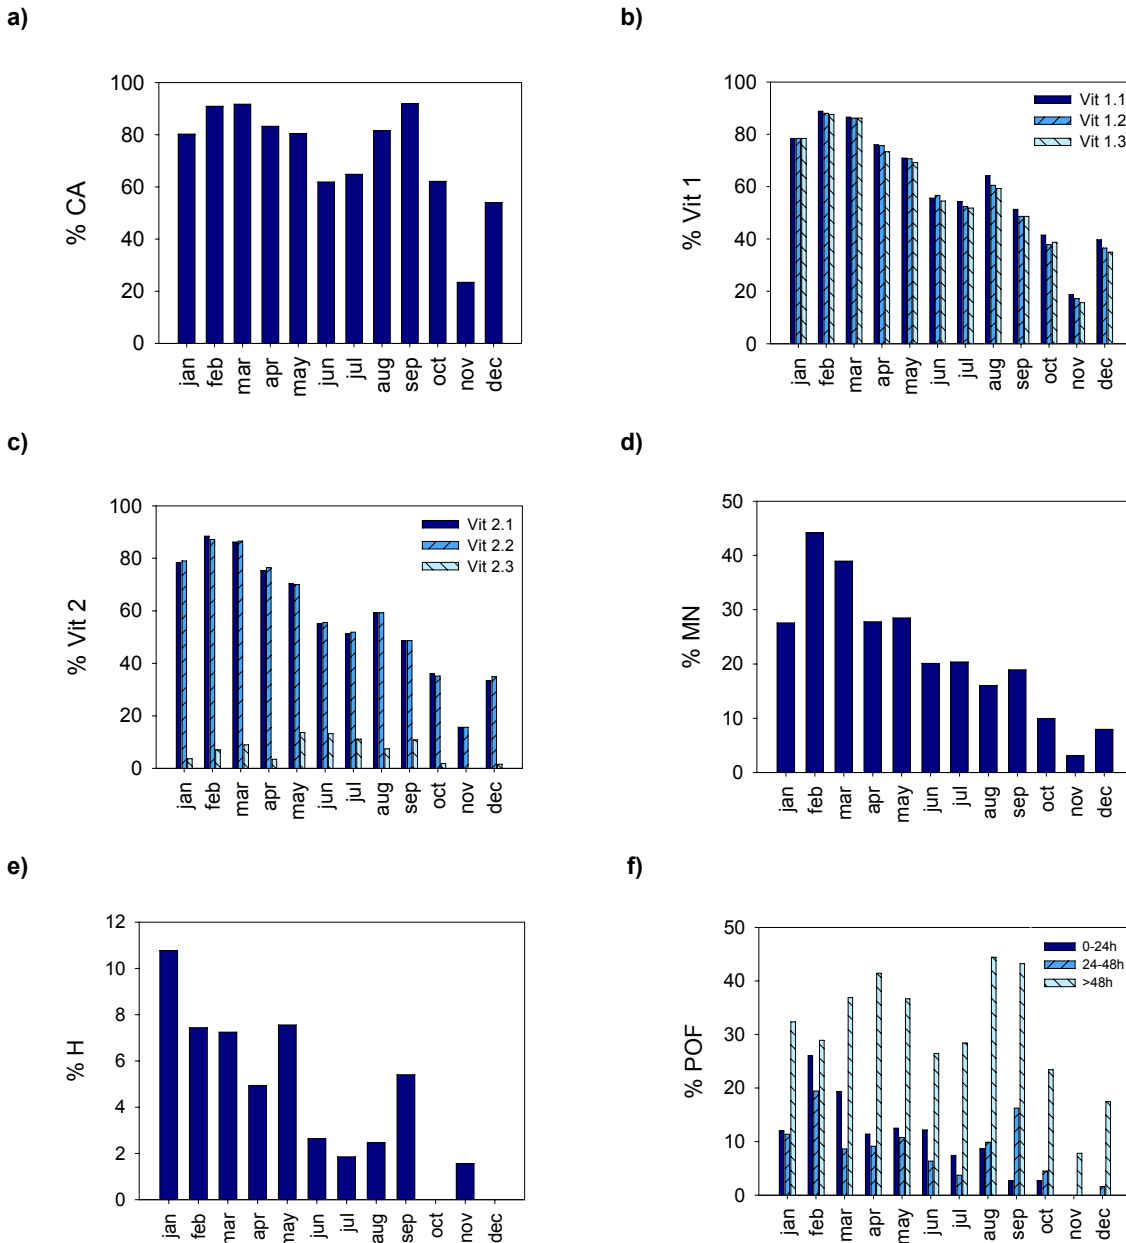 a)
% CA
100
80
60
40
20
0
jan feb mar apr may jun jul aug sep oct nov dec
b)
% Vit 1
100
80
60
40
20
0
Vit 1.1
Vit 1.2
Vit 1.3
jan feb mar apr may jun jul aug sep oct nov dec
c)
% Vit 2
100
80
60
40
20
0
Vit 2.1
Vit 2.2
Vit 2.3
jan feb mar apr may jun jul aug sep oct nov dec
d)
% MN
50
40
30
20
10
0
jan feb mar apr may jun jul aug sep oct nov dec
e)
% H
12
10
8
6
4
2
0
jan feb mar apr may jun jul aug sep oct nov dec
f)
% POF
50
40
30
20
10
0
0-24h
24-48h
>48h
jan feb mar apr may jun jul aug sep oct nov dec